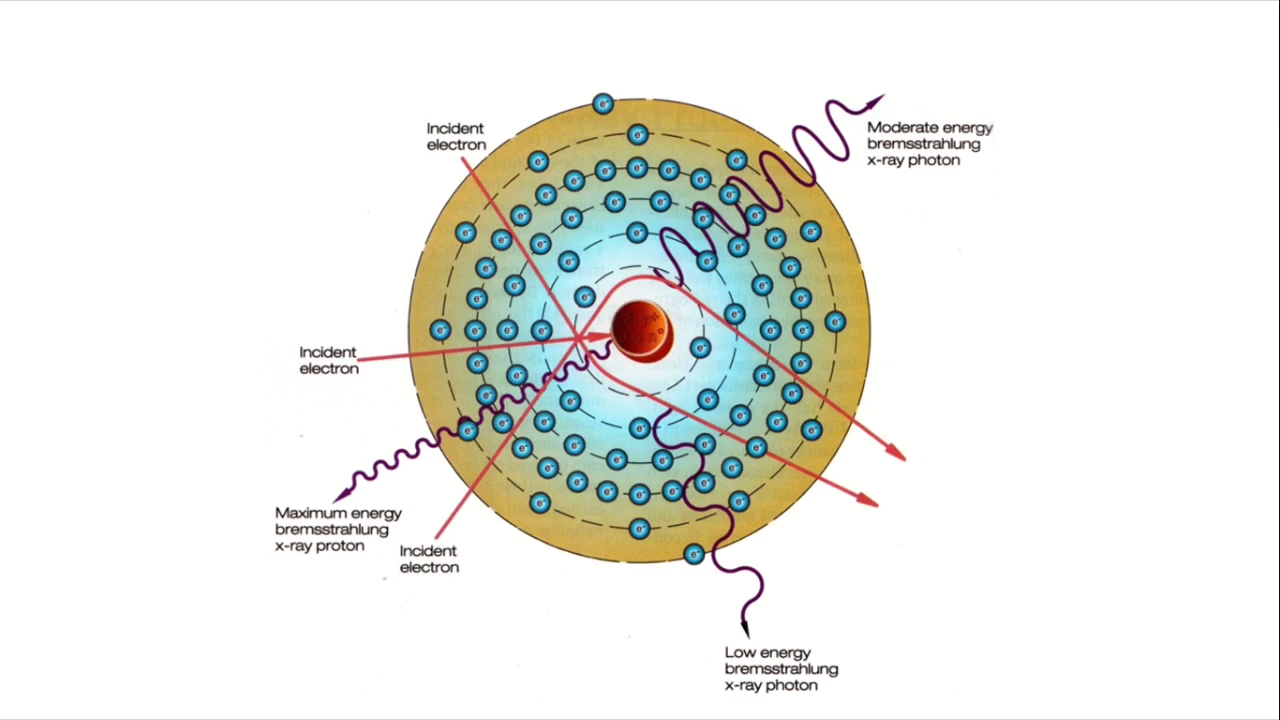 Incident
electron
Moderate energy
bremsstrahlung
x-ray photon
Incident
electron
Maximum energy
bremsstrahlung
x-ray proton
Incident
electron
Low energy
bremsstrahlung
x-ray photon